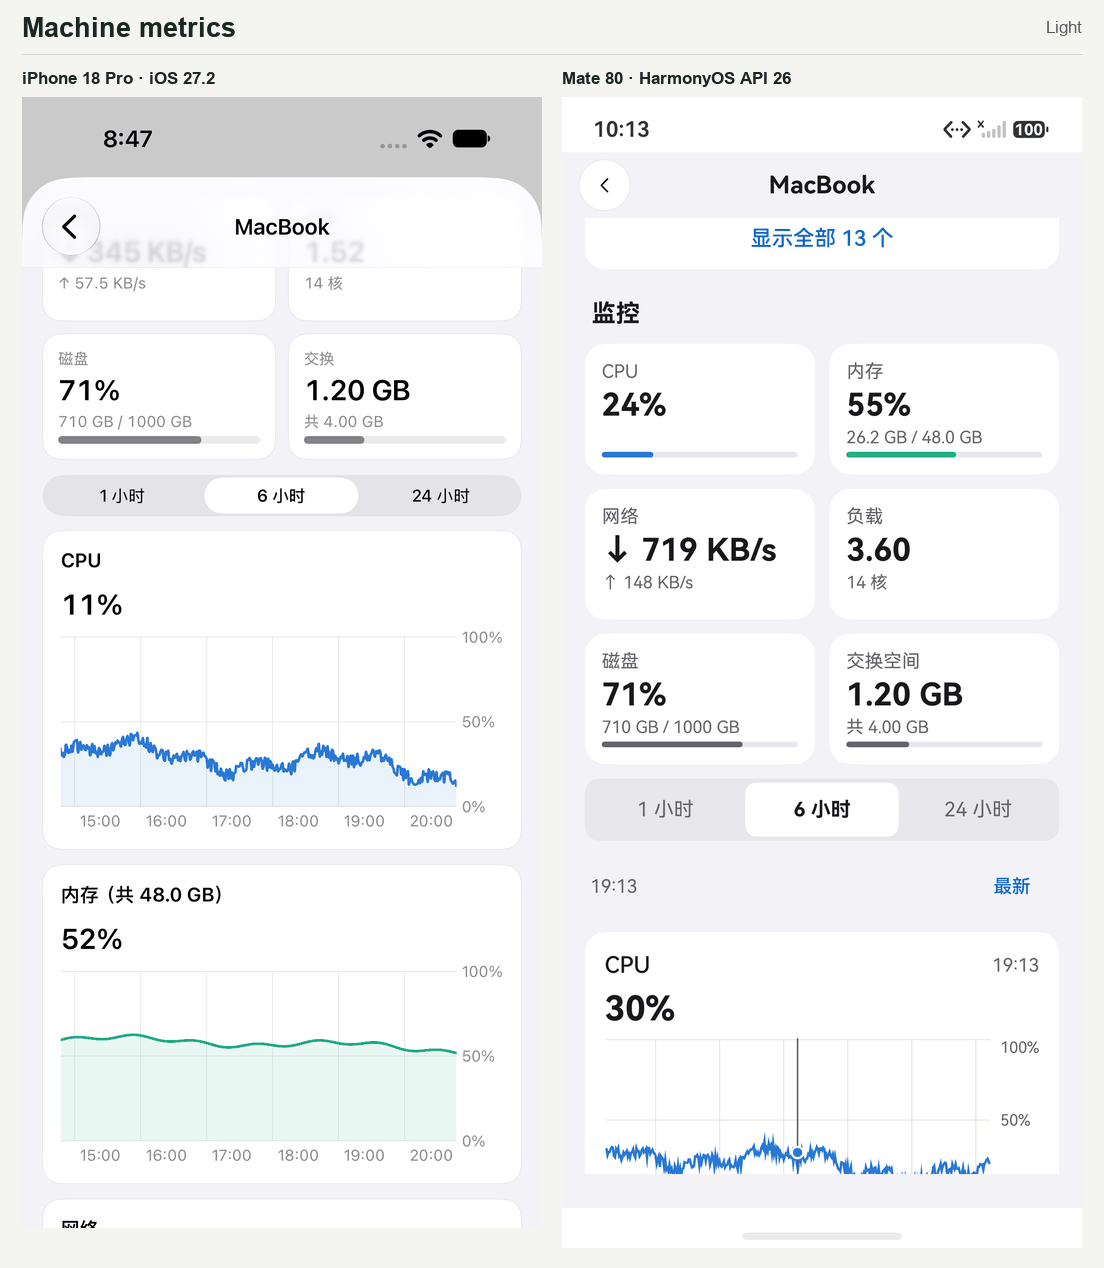 Machine metrics
Light
iPhone 18 Pro · iOS 27.2
8:47
MacBook
↓ 345 KB/s
1.52
↑ 57.5 KB/s
14 核
磁盘
71%
710 GB / 1000 GB
交换
1.20 GB
共 4.00 GB
1 小时
6 小时
24 小时
CPU
11%
100%
50%
0%
15:00 16:00 17:00 18:00 19:00 20:00
内存（共 48.0 GB）
52%
100%
50%
0%
15:00 16:00 17:00 18:00 19:00 20:00
网络
Mate 80 · HarmonyOS API 26
10:13
100
MacBook
显示全部 13 个
监控
CPU
24%
内存
55%
26.2 GB / 48.0 GB
网络
↓ 719 KB/s
↑ 148 KB/s
负载
3.60
14 核
磁盘
71%
710 GB / 1000 GB
交换空间
1.20 GB
共 4.00 GB
1 小时
6 小时
24 小时
19:13
最新
CPU
19:13
30%
100%
50%